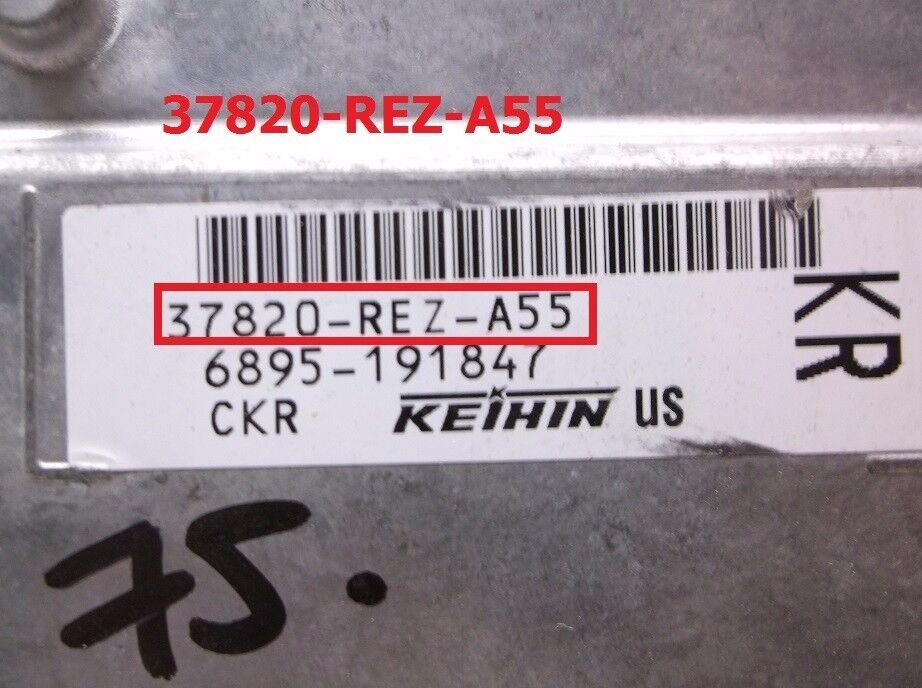 37820-REZ-A55
37820-REZ-A55
6895-191847
CKR KEIHIN US
KR
75.